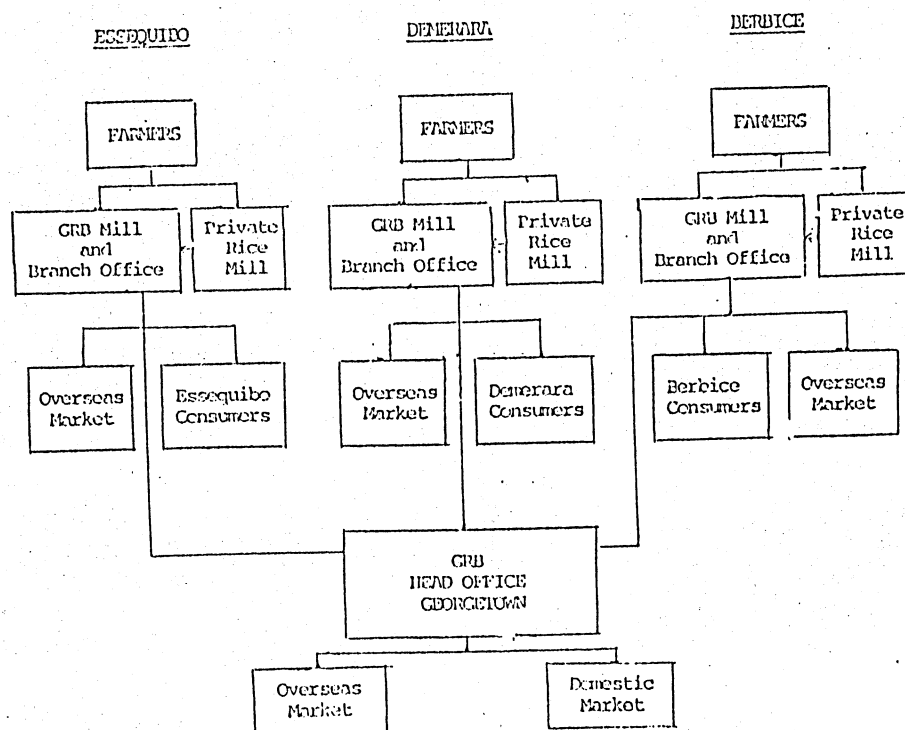 ESSEQUIBO
DEMERARA
BERBICE
FARMERS
FARMERS
FARMERS
GRB Mill
and
Branch Office
Private
Rice
Mill
GRB Mill
and
Branch Office
Private
Rice
Mill
GRB Mill
and
Branch Office
Private
Rice
Mill
Overseas
Market
Essequibo
Consumers
Overseas
Market
Demerara
Consumers
Berbice
Consumers
Overseas
Market
GRB
HEAD OFFICE
GEORGETOWN
Overseas
Market
Domestic
Market